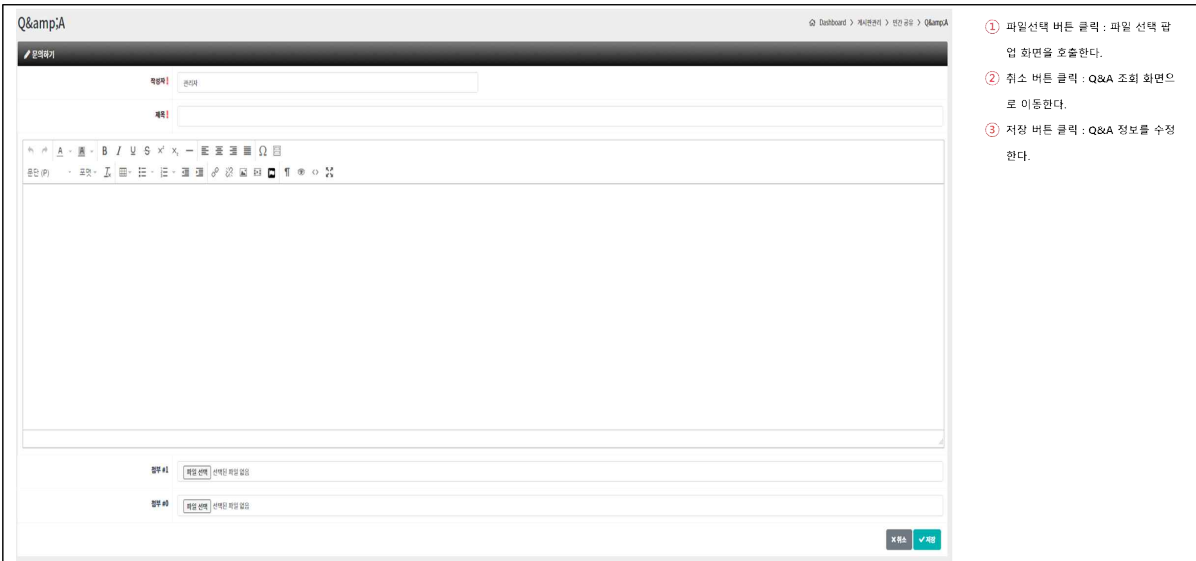 Q&amp;A
Dashboard > 게시판관리 > 민간 공유 > Q&amp;A
문의하기
작성자
관리자
제목
문단 (P)
포맷
첨부 #1
파일 선택 선택된 파일 없음
첨부 #0
파일 선택 선택된 파일 없음
X 취소
✓ 저장
① 파일선택 버튼 클릭 : 파일 선택 팝
업 화면을 호출한다.
② 취소 버튼 클릭 : Q&A 조회 화면으
로 이동한다.
③ 저장 버튼 클릭 : Q&A 정보를 수정
한다.